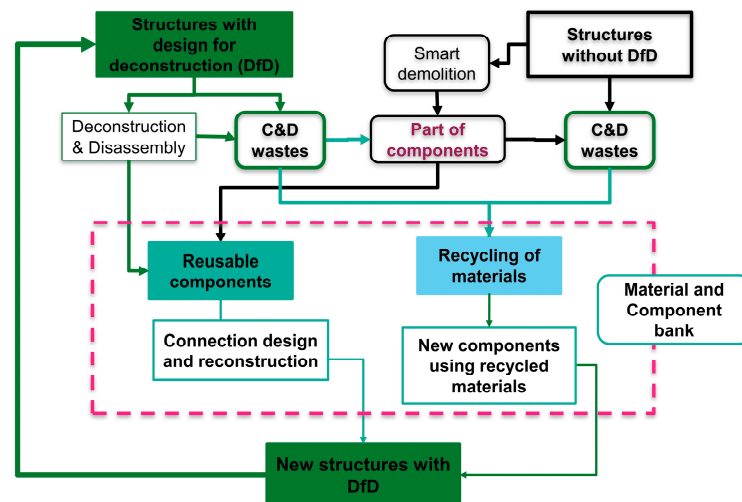 Structures with
design for
deconstruction (DfD)
Smart
demolition
Structures
without DfD
Deconstruction
& Disassembly
C&D
wastes
Part of
components
C&D
wastes
Reusable
components
Recycling of
materials
Material and
Component
bank
Connection design
and reconstruction
New components
using recycled
materials
New structures with
DfD